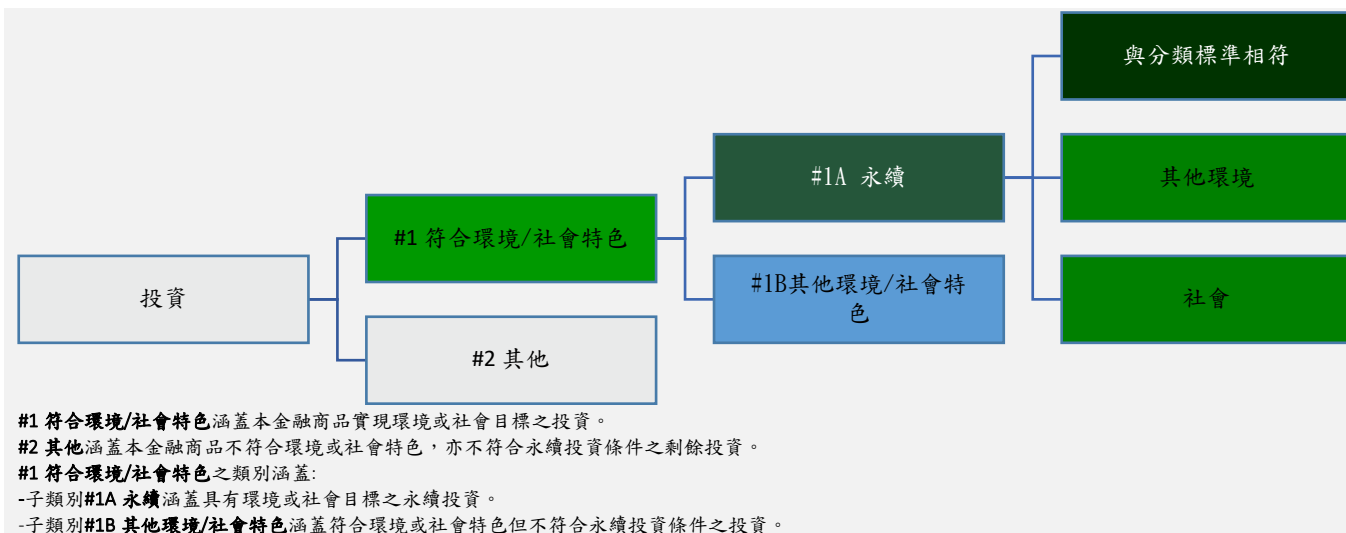 與分類標準相符
#1A 永續
其他環境
#1 符合環境/社會特色
投資
#1B其他環境/社會特
色
社會
#2 其他
#1 符合環境/社會特色涵蓋本金融商品實現環境或社會目標之投資。
#2 其他涵蓋本金融商品不符合環境或社會特色，亦不符合永續投資條件之剩餘投資。
#1 符合環境/社會特色之類別涵蓋:
-子類別#1A 永續涵蓋具有環境或社會目標之永續投資。
-子類別#1B 其他環境/社會特色涵蓋符合環境或社會特色但不符合永續投資條件之投資。